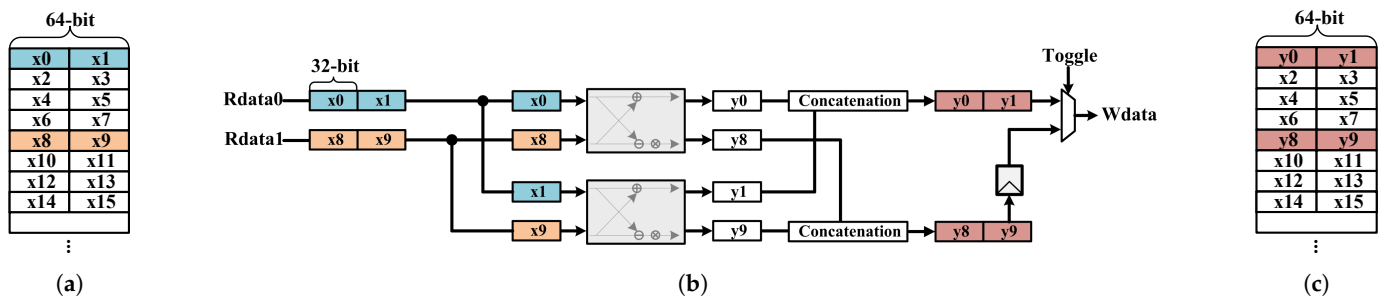 64-bit
x0 x1
x2 x3
x4 x5
x6 x7
x8 x9
x10 x11
x12 x13
x14 x15
⋮
(a)
32-bit
Rdata0 x0 x1 x0 y0 Concatenation y0 y1
Rdata1 x8 x9 x8 y8
x1 y1
x9 y9 Concatenation y8 y9
Toggle
Wdata
(b)
64-bit
y0 y1
x2 x3
x4 x5
x6 x7
y8 y9
x10 x11
x12 x13
x14 x15
⋮
(c)